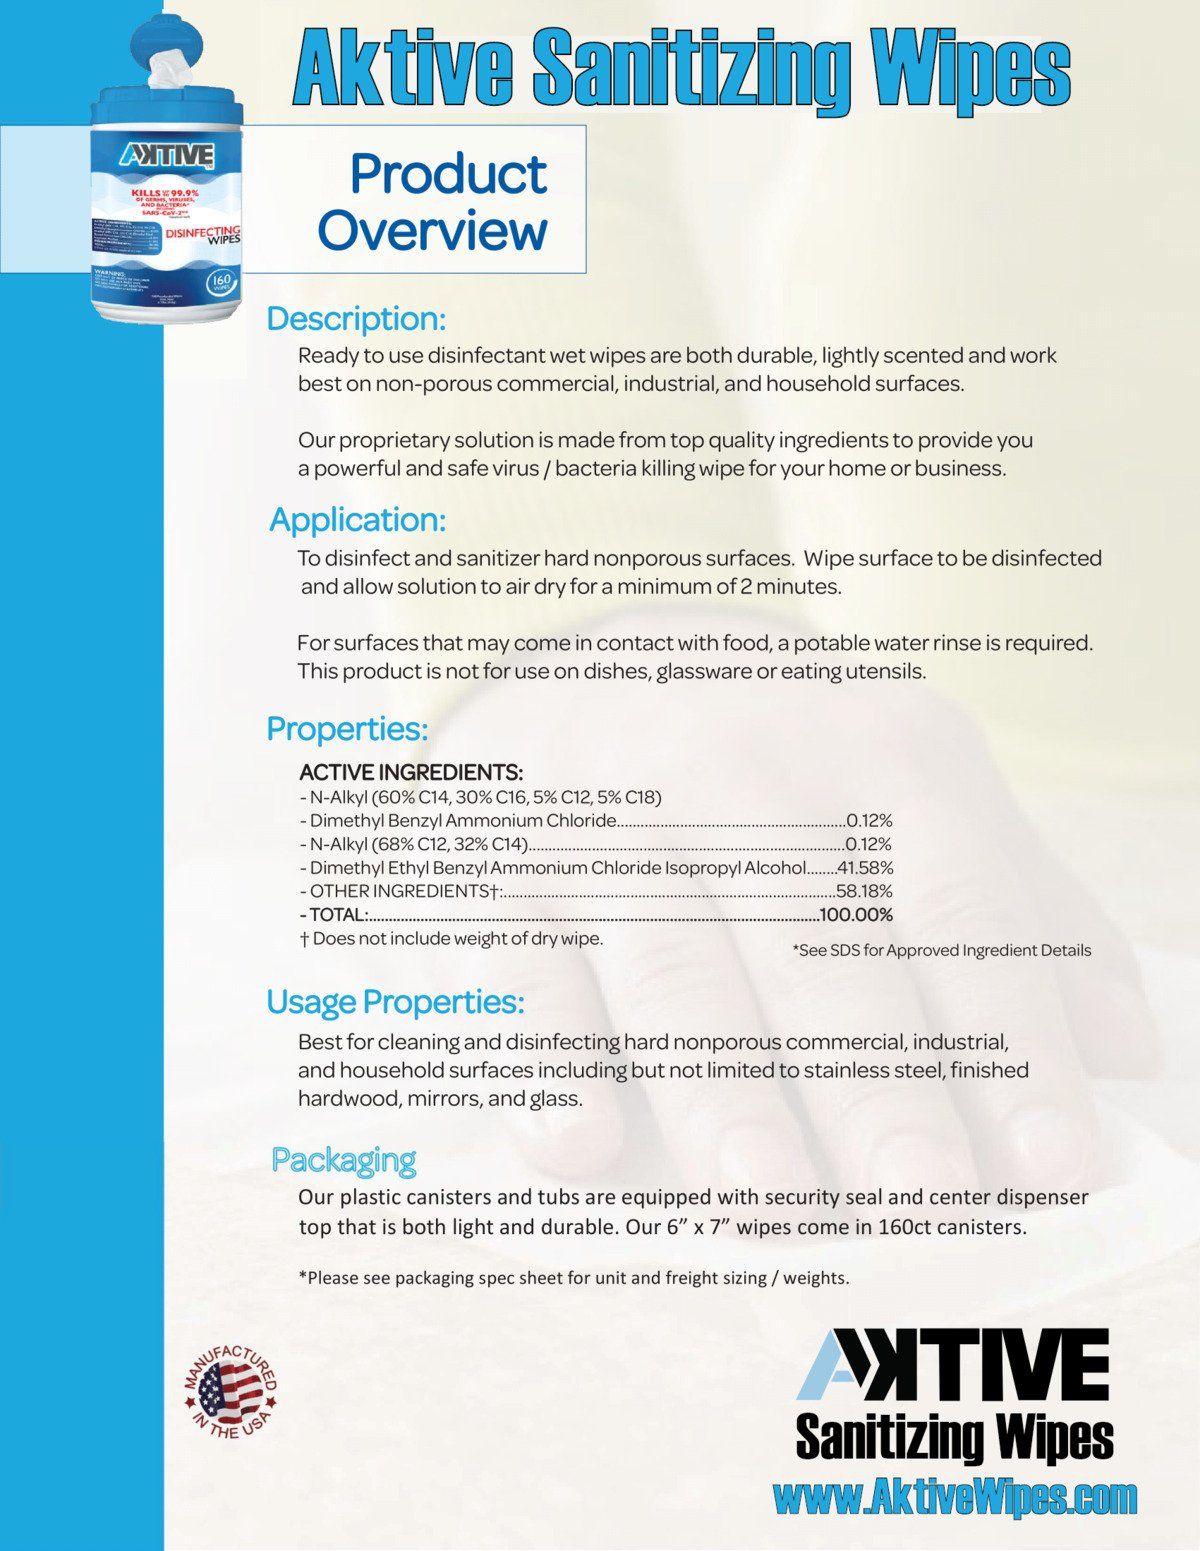 Aktive Sanitizing Wipes
AKTIVE
KILLS UP TO 99.9%
OF GERMS, VIRUSES,
AND BACTERIA*
SARS-CoV-2
DISINFECTING
WIPES
WARNING:
160
WIPES
Product
Overview
Description:
Ready to use disinfectant wet wipes are both durable, lightly scented and work
best on non-porous commercial, industrial, and household surfaces.
Our proprietary solution is made from top quality ingredients to provide you
a powerful and safe virus / bacteria killing wipe for your home or business.
Application:
To disinfect and sanitizer hard nonporous surfaces. Wipe surface to be disinfected
and allow solution to air dry for a minimum of 2 minutes.
For surfaces that may come in contact with food, a potable water rinse is required.
This product is not for use on dishes, glassware or eating utensils.
Properties:
ACTIVE INGREDIENTS:
- N-Alkyl (60% C14, 30% C16, 5% C12, 5% C18)
- Dimethyl Benzyl Ammonium Chloride..........................................................0.12%
- N-Alkyl (68% C12, 32% C14)................................................................................0.12%
- Dimethyl Ethyl Benzyl Ammonium Chloride Isopropyl Alcohol........41.58%
- OTHER INGREDIENTS†:....................................................................................58.18%
- TOTAL:..................................................................................................................100.00%
† Does not include weight of dry wipe.
*See SDS for Approved Ingredient Details
Usage Properties:
Best for cleaning and disinfecting hard nonporous commercial, industrial,
and household surfaces including but not limited to stainless steel, finished
hardwood, mirrors, and glass.
Packaging
Our plastic canisters and tubs are equipped with security seal and center dispenser
top that is both light and durable. Our 6” x 7” wipes come in 160ct canisters.
*Please see packaging spec sheet for unit and freight sizing / weights.
MANUFACTURED
IN THE USA
AKTIVE
Sanitizing Wipes
www.AktiveWipes.com